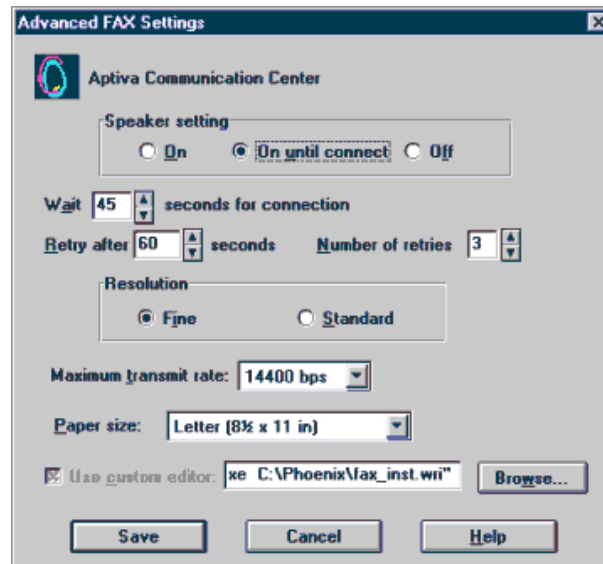 Advanced FAX Settings
Aptiva Communication Center
Speaker setting
On On until connect Off
Wait 45 seconds for connection
Retry after 60 seconds Number of retries 3
Resolution
Fine Standard
Maximum transmit rate: 14400 bps
Paper size: Letter (8½ x 11 in)
Use custom editor: xe C:\Phoenix\fax_inst.wri" Browse...
Save Cancel Help